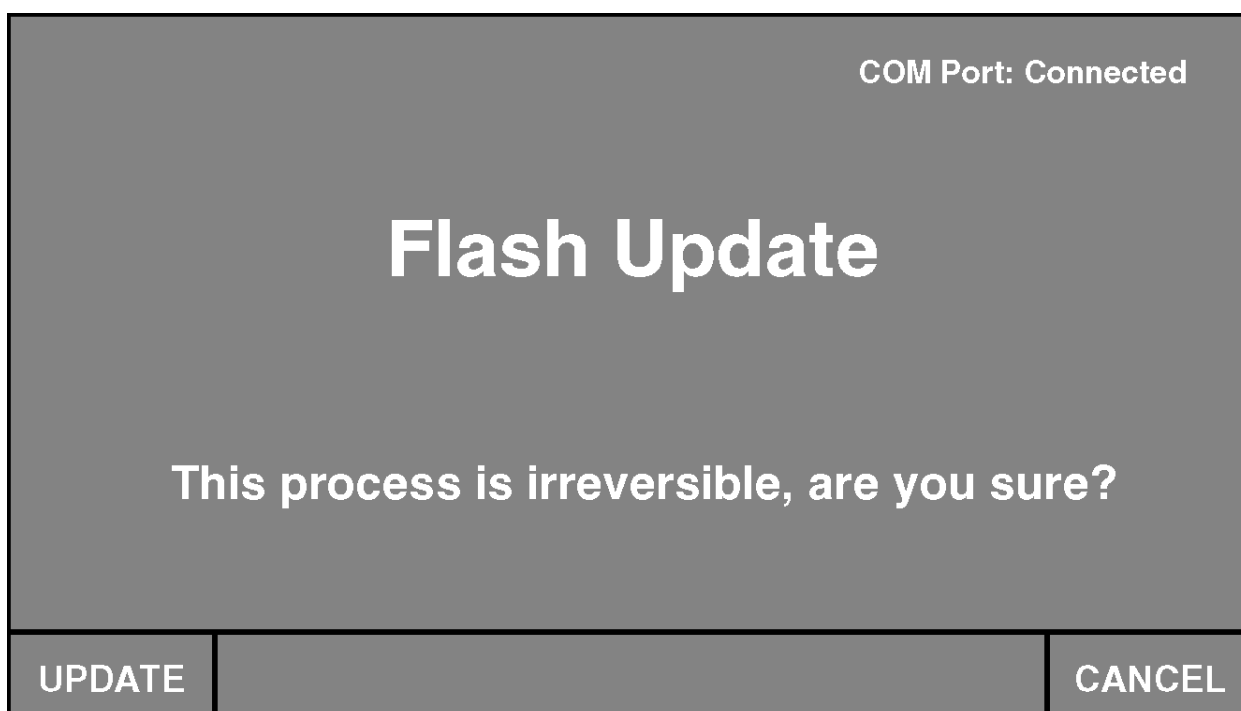 COM Port: Connected
Flash Update
This process is irreversible, are you sure?
UPDATE
CANCEL